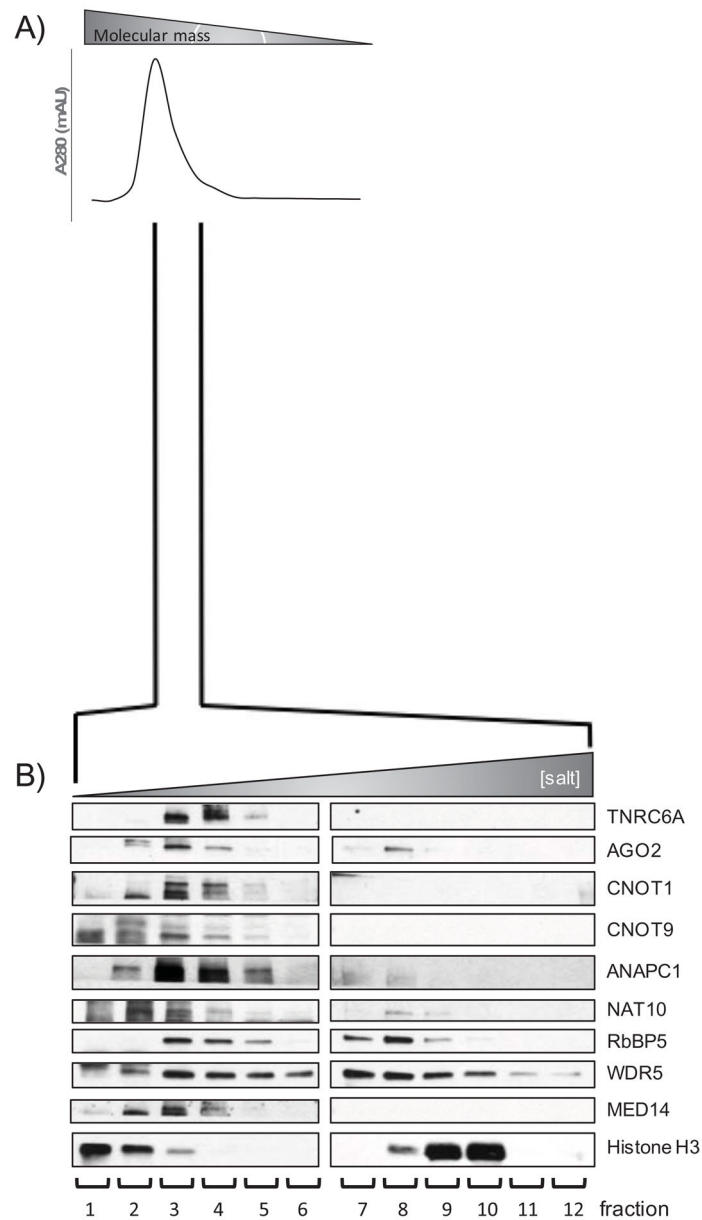 A)
Molecular mass
A280 (mAU)
B)
[salt]
TNRC6A
AGO2
CNOT1
CNOT9
ANAPC1
NAT10
RbBP5
WDR5
MED14
Histone H3
1 2 3 4 5 6 7 8 9 10 11 12 fraction